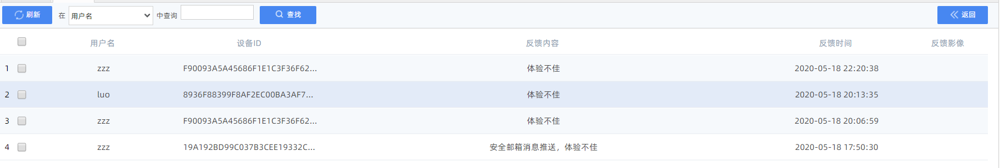 刷新 在 用户名 中查询 查找 返回
用户名 设备ID 反馈内容 反馈时间 反馈影像
1 zzz F90093A5A45686F1E1C3F36F62... 体验不佳 2020-05-18 22:20:38
2 luo 8936F88399F8AF2EC00BA3AF7... 体验不佳 2020-05-18 20:13:35
3 zzz F90093A5A45686F1E1C3F36F62... 体验不佳 2020-05-18 20:06:59
4 zzz 19A192BD99C037B3CEE19332C... 安全邮箱消息推送，体验不佳 2020-05-18 17:50:30